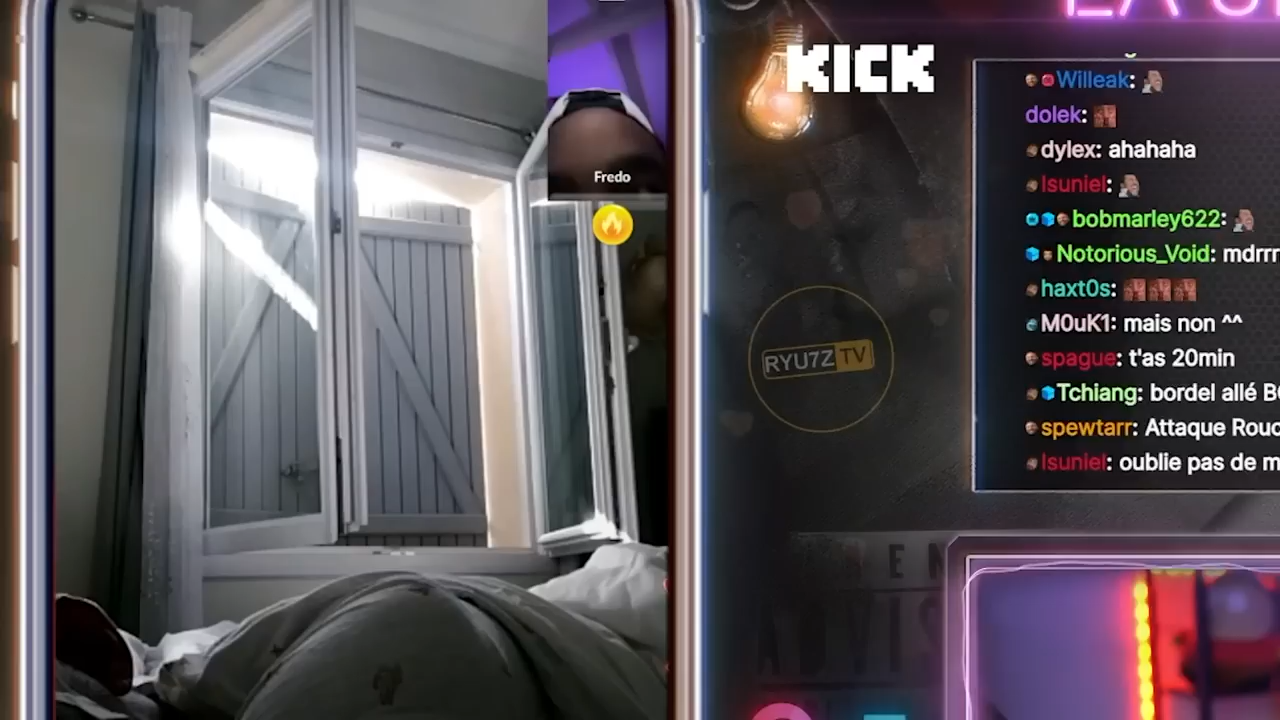 Fredo
KICK
Willeak:
dolek:
dylex: ahahaha
Isuniel:
bobmarley622:
Notorious_Void: mdrrr
haxt0s:
M0uK1: mais non ^^
spague: t'as 20min
Tchiang: bordel allé B
spewtarr: Attaque Rou
Isuniel: oublie pas de m
RYU7Z TV